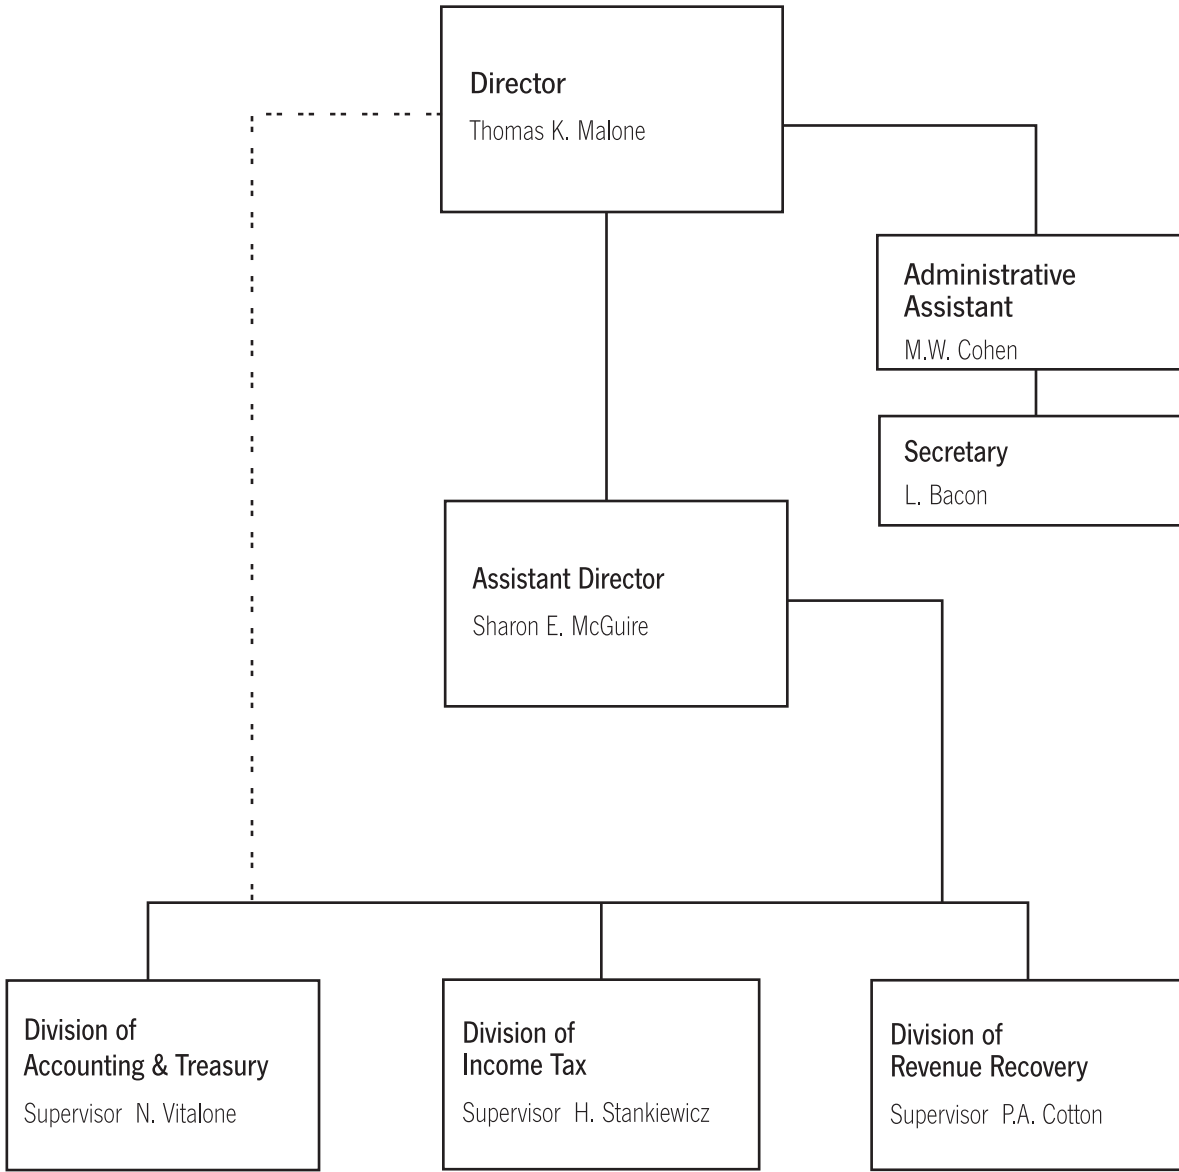 Director
Thomas K. Malone
Administrative
Assistant
M.W. Cohen
Secretary
L. Bacon
Assistant Director
Sharon E. McGuire
Division of
Accounting & Treasury
Supervisor N. Vitalone
Division of
Income Tax
Supervisor H. Stankiewicz
Division of
Revenue Recovery
Supervisor P.A. Cotton